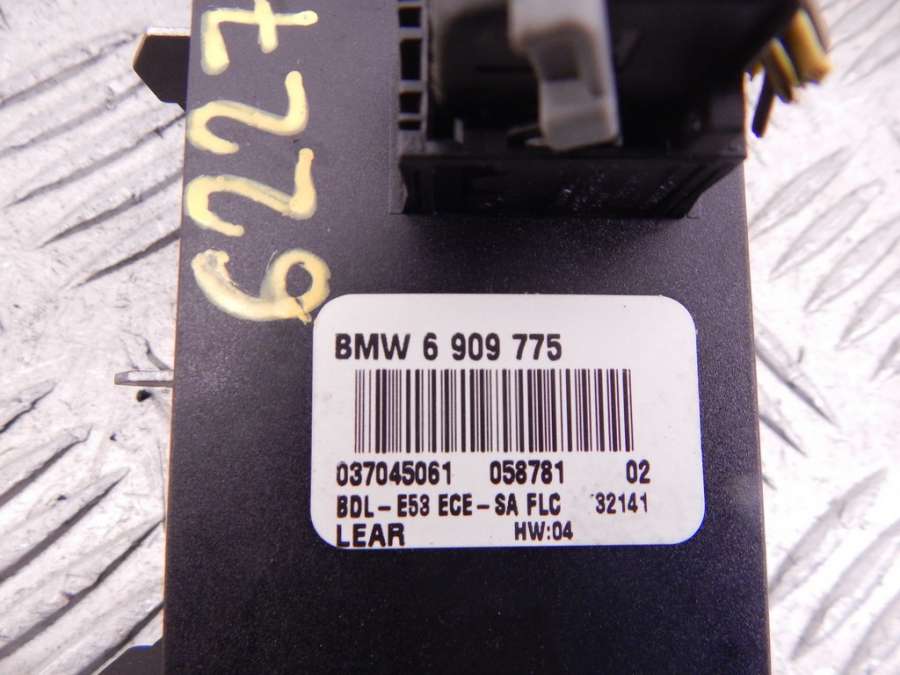 6227
BMW 6 909 775
037045061 058781 02
BDL-E53 ECE-SA FLC 32141
LEAR HW:04